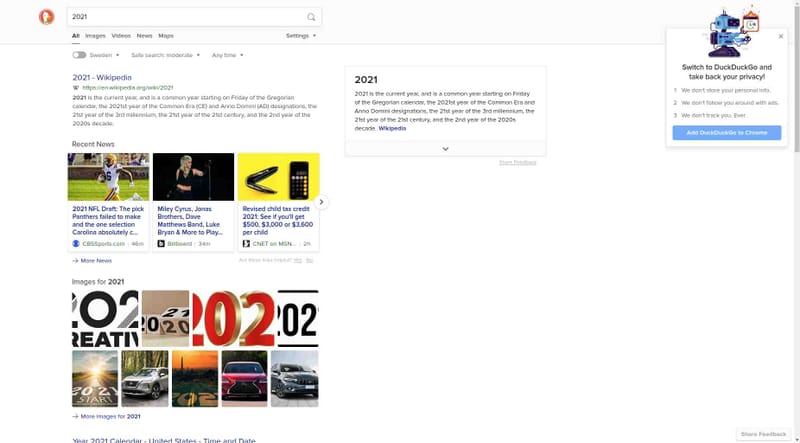 2021
All Images Videos News Maps Settings
Sweden Safe search: moderate Any time
2021 - Wikipedia
https://en.wikipedia.org/wiki/2021
2021 is the current year, and is a common year starting on Friday of the Gregorian
calendar, the 2021st year of the Common Era (CE) and Anno Domini (AD) designations, the
21st year of the 3rd millennium, the 21st year of the 21st century, and the 2nd year of the
2020s decade.
Recent News
2021 NFL Draft: The pick
Panthers failed to make
and the one selection
Carolina absolutely c...
CBSSports.com 46m
Miley Cyrus, Jonas
Brothers, Dave
Matthews Band, Luke
Bryan & More to Play...
Billboard 34m
Revised child tax credit
2021: See if you'll get
$500, $3,000 or $3,600
per child
CNET on MSN... 2h
More News
Are these links helpful? Yes No
Images for 2021
202
REATIV
2020
21
202
202
2021
START
More Images for 2021
Year 2021 Calendar - United States - Time and Date
2021
2021 is the current year, and is a common year starting on Friday
of the Gregorian calendar, the 2021st year of the Common Era and
Anno Domini designations, the 21st year of the 3rd millennium, the
21st year of the 21st century, and the 2nd year of the 2020s
decade. Wikipedia
Share Feedback
Switch to DuckDuckGo and
take back your privacy!
1 We don't store your personal info.
2 We don't follow you around with ads.
3 We don't track you. Ever.
Add DuckDuckGo to Chrome
Share Feedback